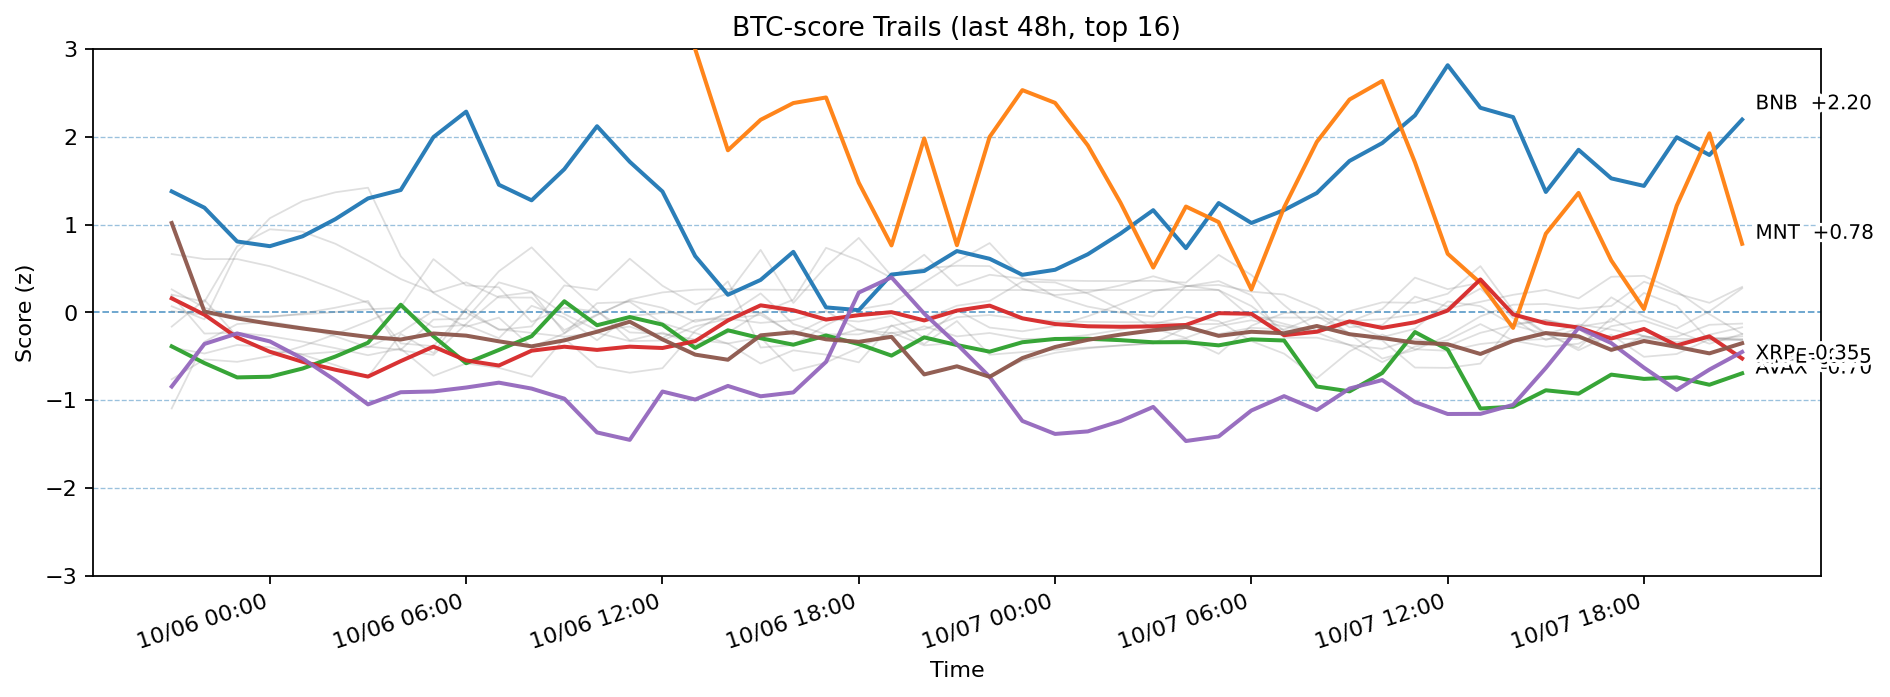 BTC-score Trails (last 48h, top 16)
Score (z)
3
2
1
0
−1
−2
−3
BNB +2.20
MNT +0.78
XRP -0.35
AVAX -0.70
10/06 00:00
10/06 06:00
10/06 12:00
10/06 18:00
10/07 00:00
10/07 06:00
10/07 12:00
10/07 18:00
Time